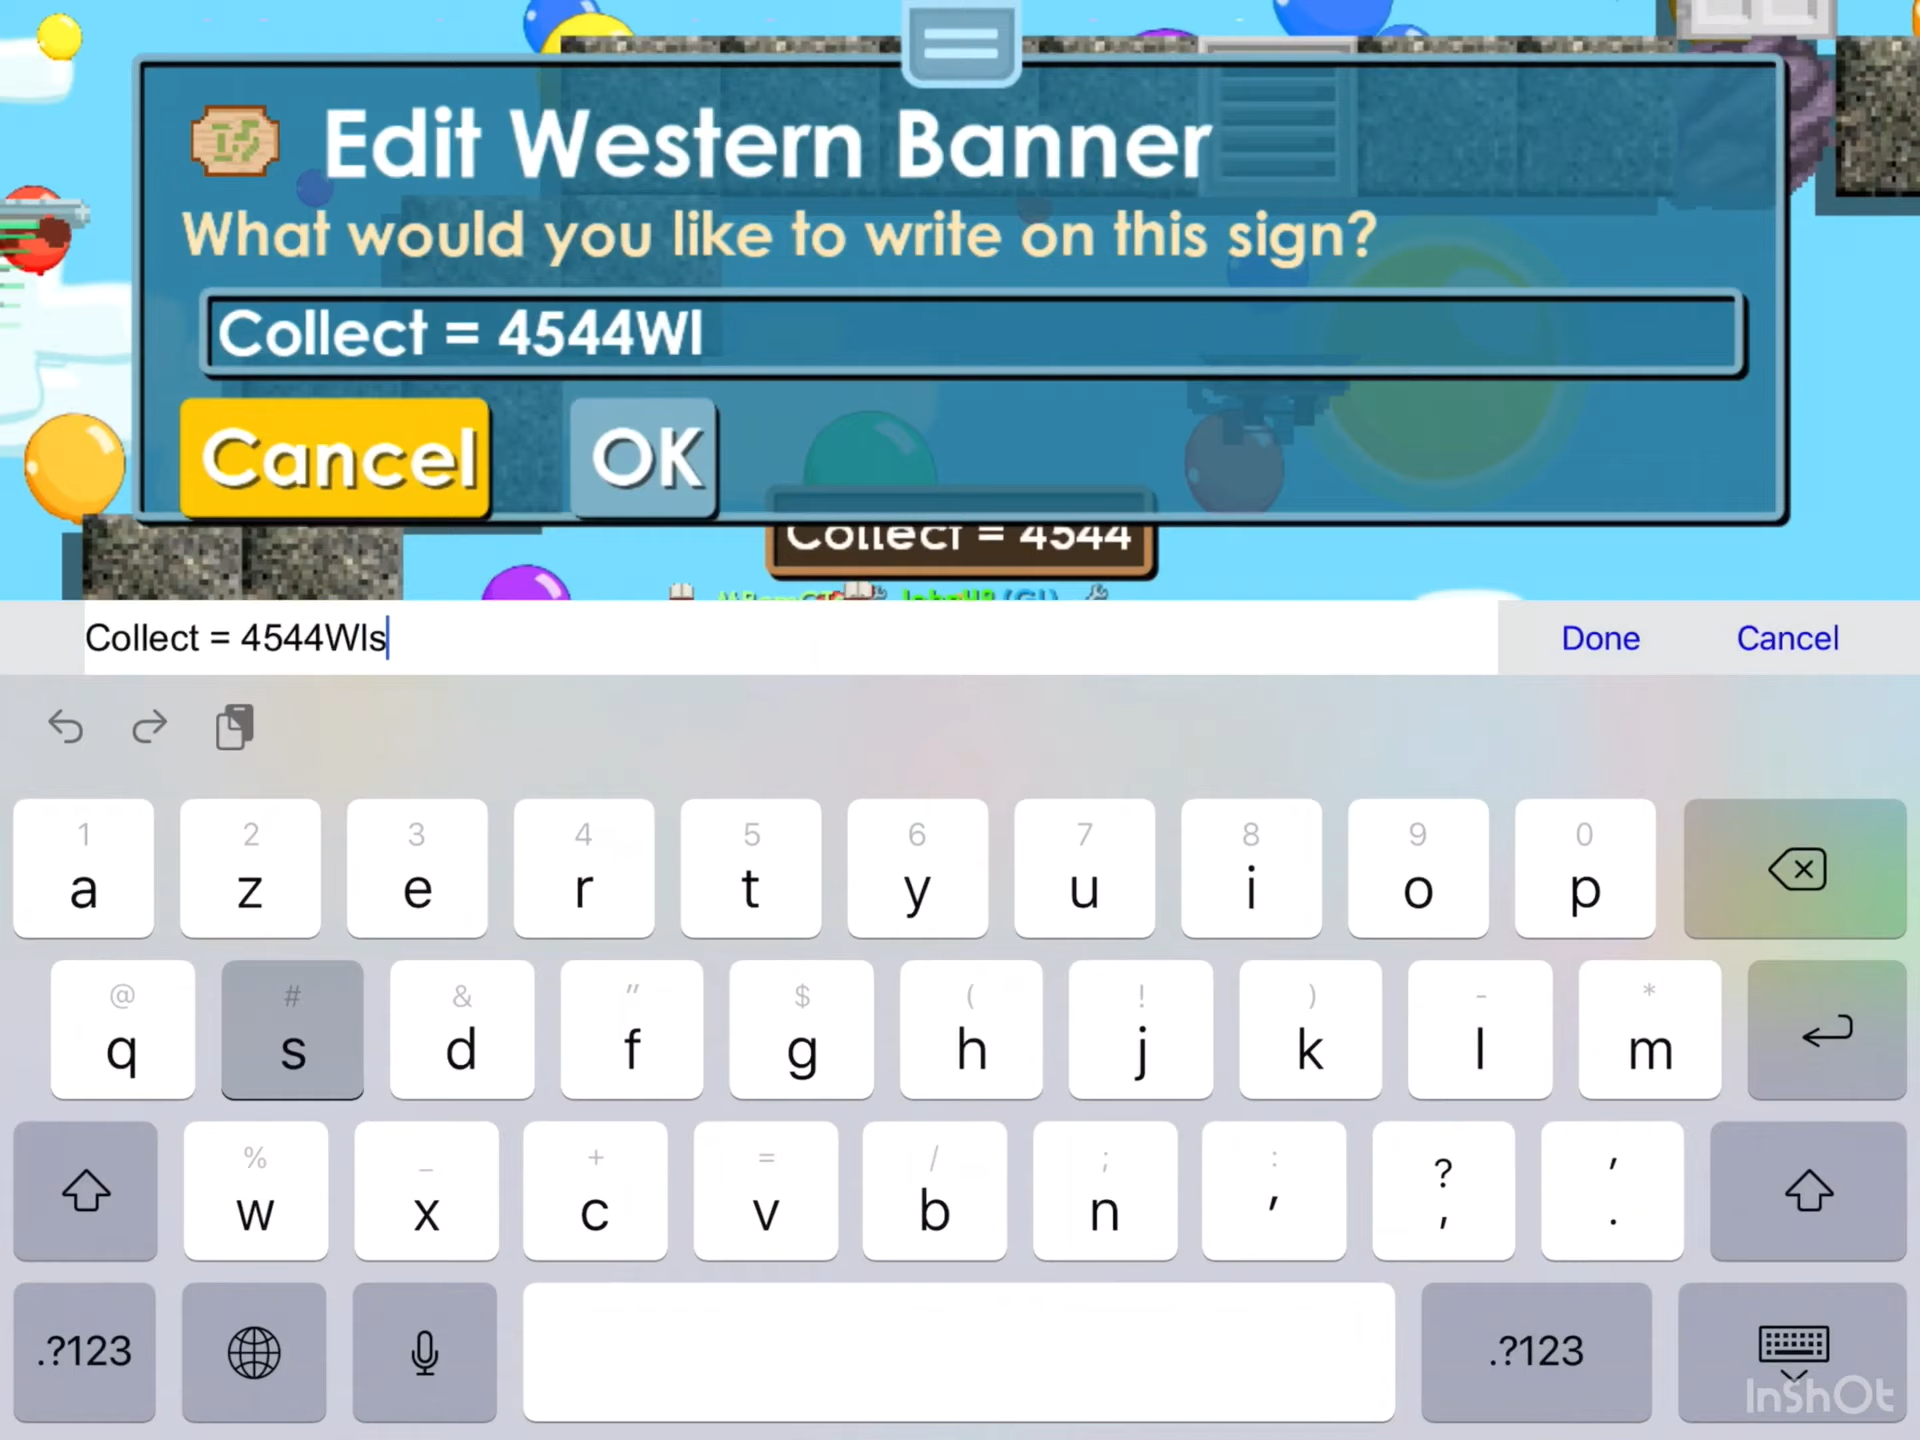 Edit Western Banner
What would you like to write on this sign?
Collect = 4544Wl
Cancel OK
Collect = 4544
Collect = 4544Wls Done Cancel
1 2 3 4 5 6 7 8 9 0
a z e r t y u i o p
@ # & " $ ( ! ) - *
q s d f g h j k l m
% _ + = / ; : ? '
w x c v b n ' , .
.?123 .?123
InShOt